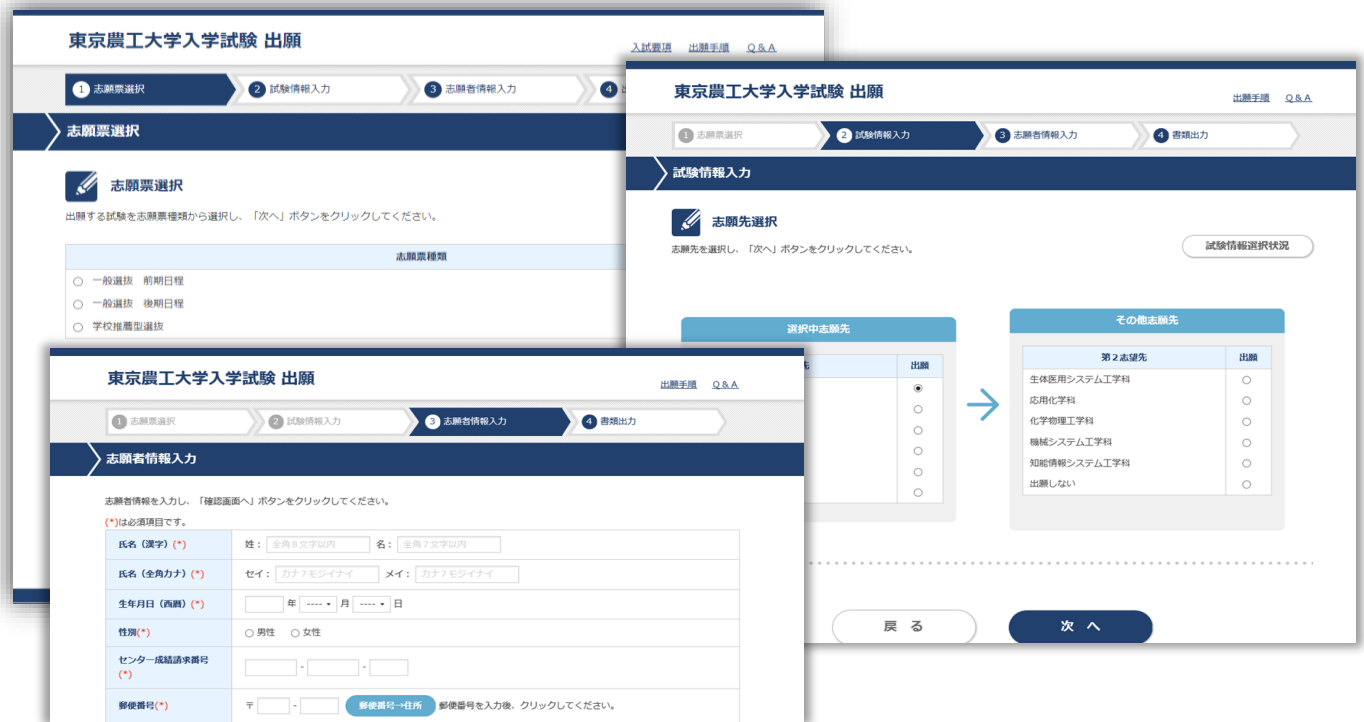 東京農工大学入学試験 出願
入試要項 出願手順 Q & A
1 志願票選択 2 試験情報入力 3 志願者情報入力 4
志願票選択
志願票選択
出願する試験を志願票種類から選択し、「次へ」ボタンをクリックしてください。
志願票種類
一般選抜 前期日程
一般選抜 後期日程
学校推薦型選抜
東京農工大学入学試験 出願
出願手順 Q & A
1 志願票選択 2 試験情報入力 3 志願者情報入力 4 書類出力
試験情報入力
志願先選択
志願先を選択し、「次へ」ボタンをクリックしてください。
試験情報選択状況
選択中志願先
出願
その他志願先
第2志望先 出願
生体医用システム工学科
応用化学科
化学物理工学科
機械システム工学科
知能情報システム工学科
出願しない
戻 る 次 へ
東京農工大学入学試験 出願
出願手順 Q & A
1 志願票選択 2 試験情報入力 3 志願者情報入力 4 書類出力
志願者情報入力
志願者情報を入力し、「確認画面へ」ボタンをクリックしてください。
(*)は必須項目です。
氏名（漢字）(*) 姓： 全角8文字以内 名： 全角7文字以内
氏名（全角カナ）(*) セイ： カナ7モジイナイ メイ： カナ7モジイナイ
生年月日（西暦）(*) 年 ---- 月 ---- 日
性別(*) 男性 女性
センター成績請求番号
(*) - -
郵便番号(*) 〒 - 郵便番号→住所 郵便番号を入力後、クリックしてください。